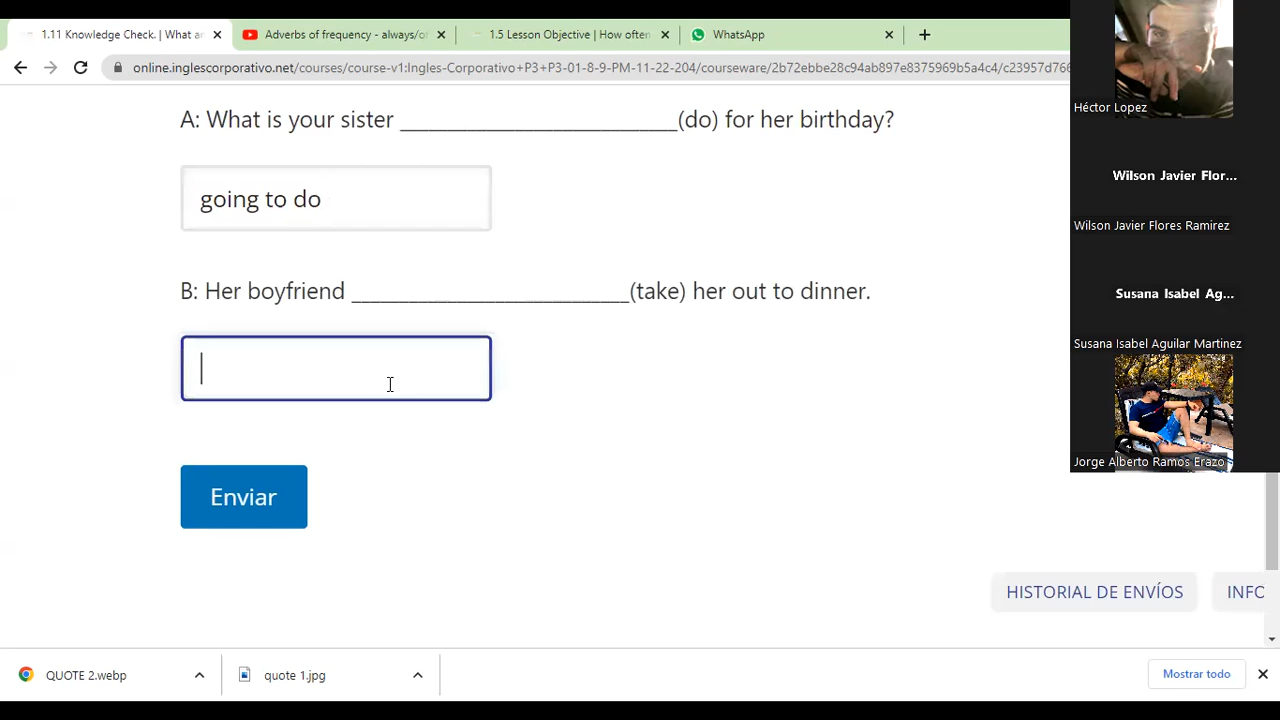 1.11 Knowledge Check. | What ar
Adverbs of frequency - always/of
1.5 Lesson Objective | How often
WhatsApp
online.inglescorporativo.net/courses/course-v1:Ingles-Corporativo+P3+P3-01-8-9-PM-11-22-204/courseware/2b72ebbe28c94ab897e8375969b5a4c4/c23957d766
A: What is your sister ___________________________(do) for her birthday?
going to do
B: Her boyfriend ___________________________(take) her out to dinner.
Enviar
HISTORIAL DE ENVÍOS
INFO
Héctor Lopez
Wilson Javier Flor...
Wilson Javier Flores Ramirez
Susana Isabel Ag...
Susana Isabel Aguilar Martinez
Jorge Alberto Ramos Erazo
QUOTE 2.webp
quote 1.jpg
Mostrar todo